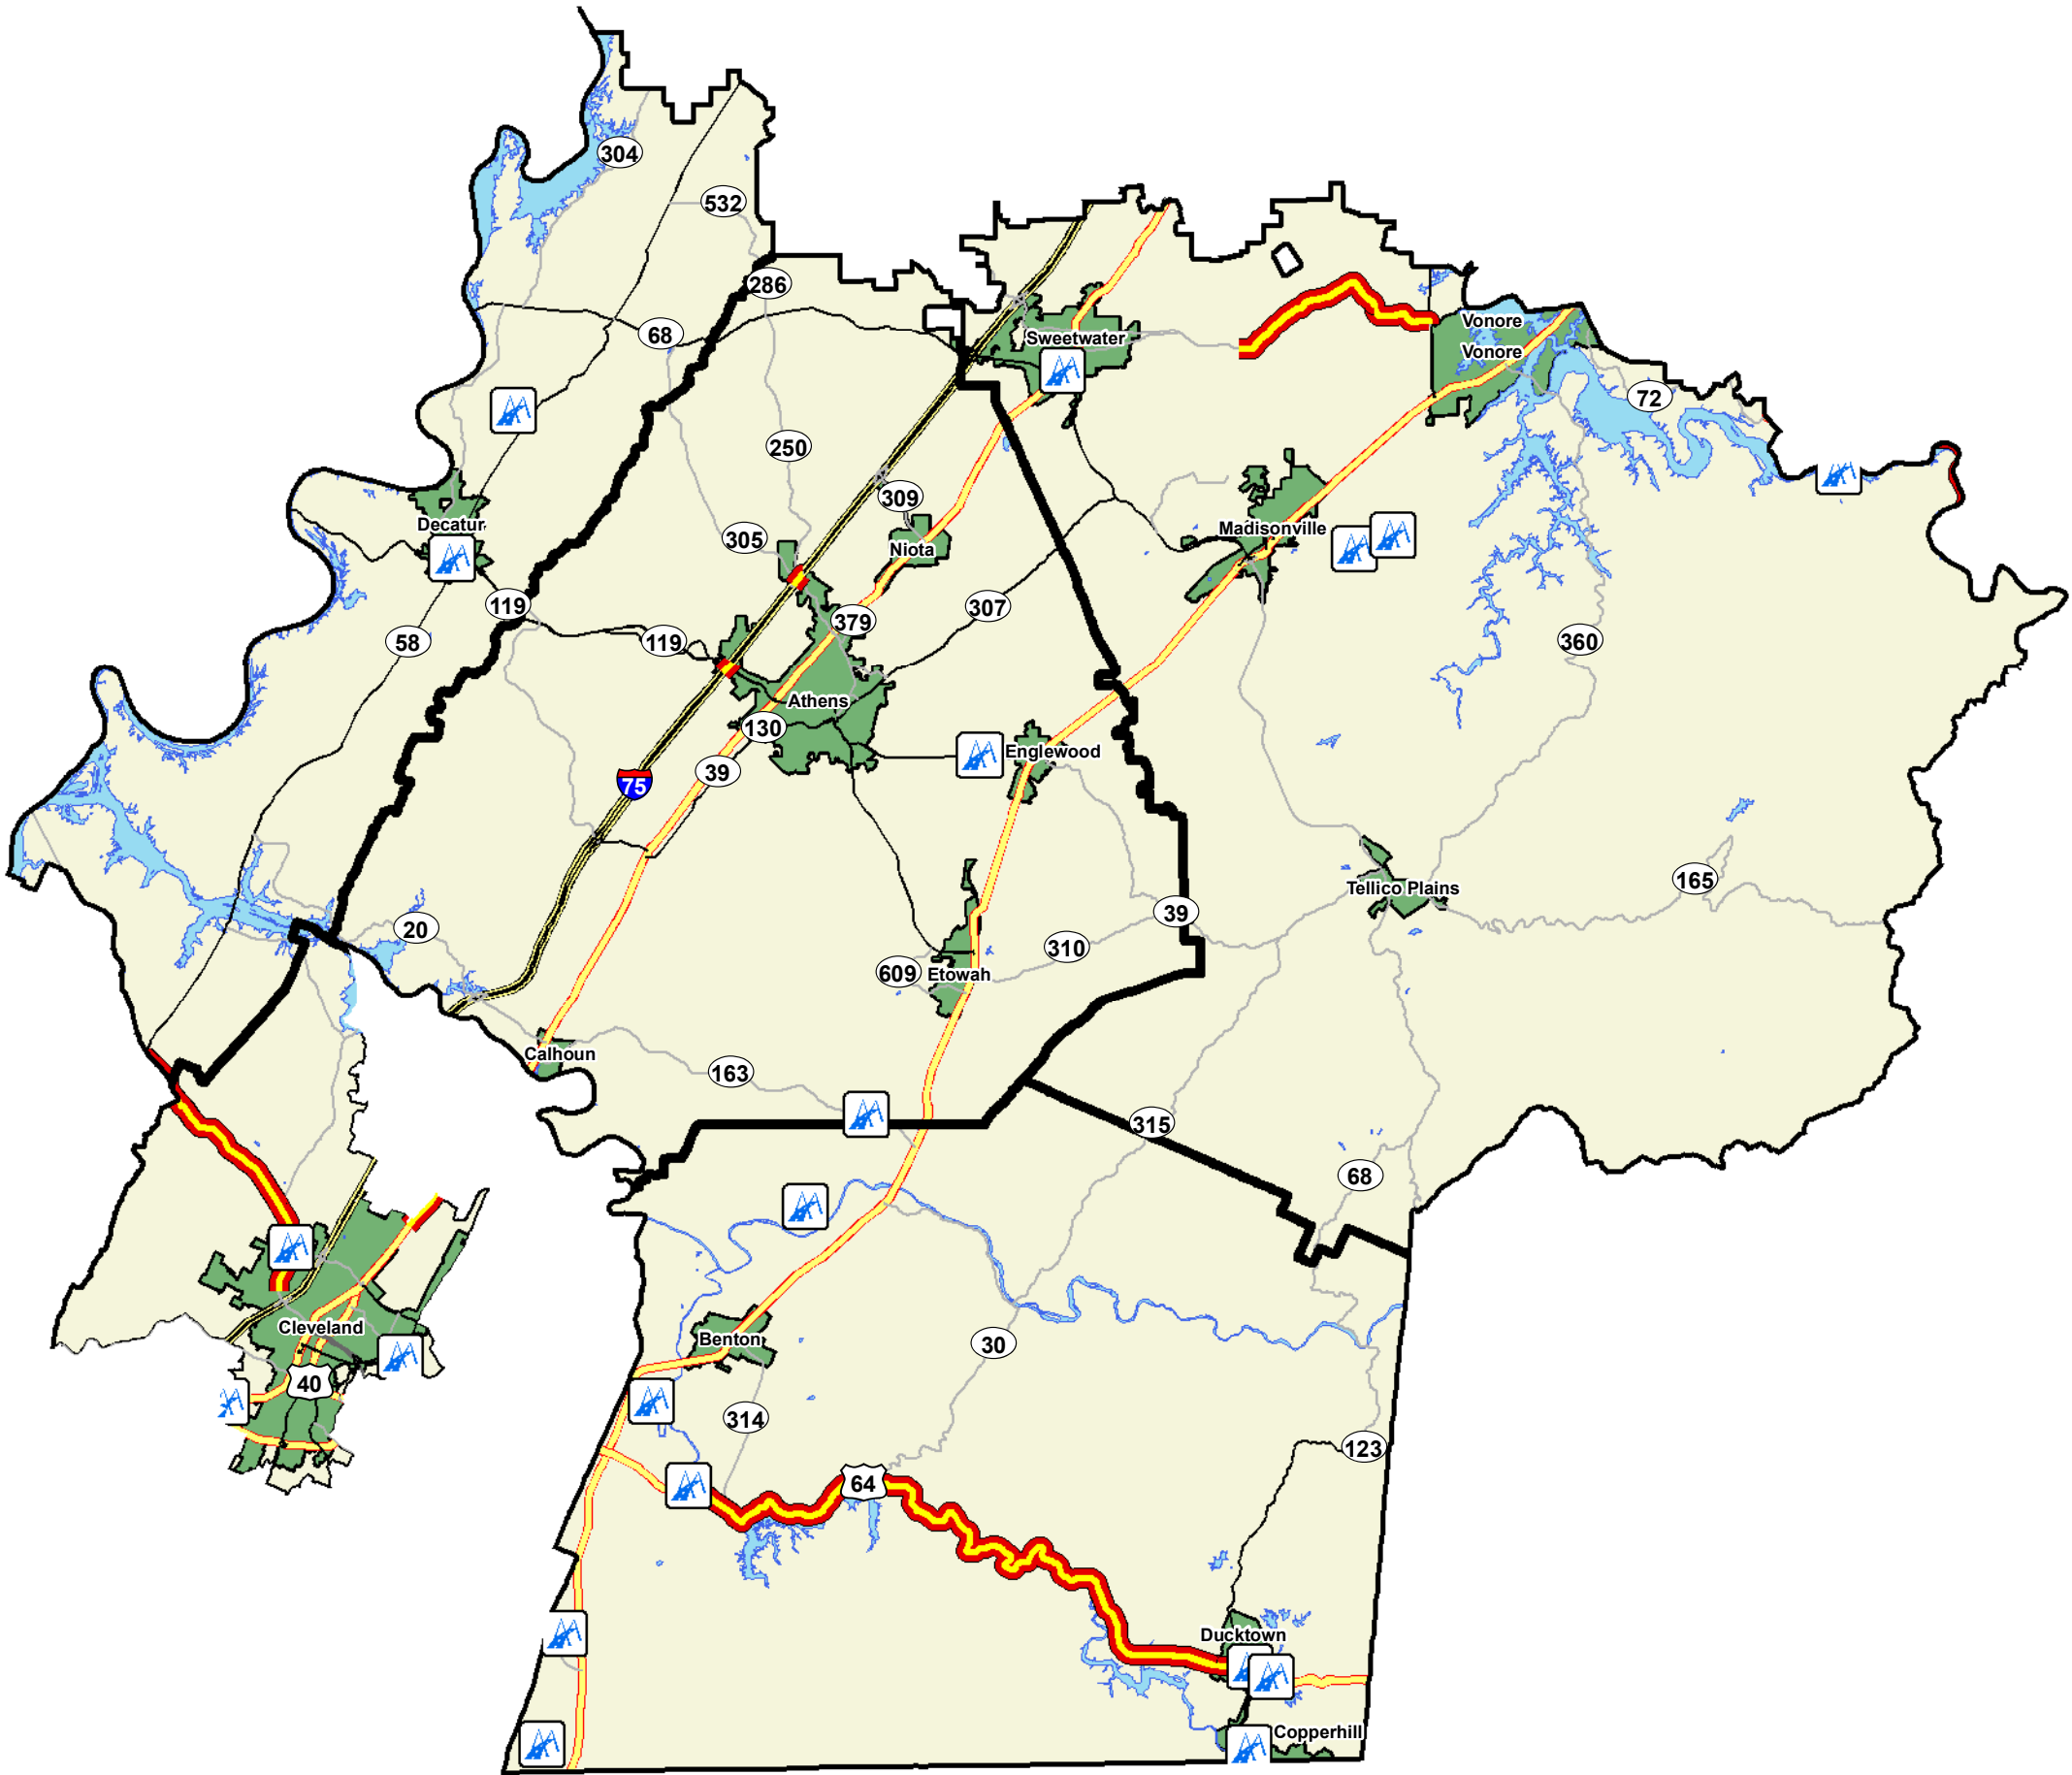 304
532
286
68
Sweetwater
Vonore
Vonore
72
250
309
Decatur
305
Niota
Madisonville
119
58
119
379
307
360
Athens
130
39
75
Englewood
Tellico Plains
165
39
20
310
609
Etowah
Calhoun
163
315
68
Cleveland
Benton
30
40
314
123
64
Ducktown
Copperhill